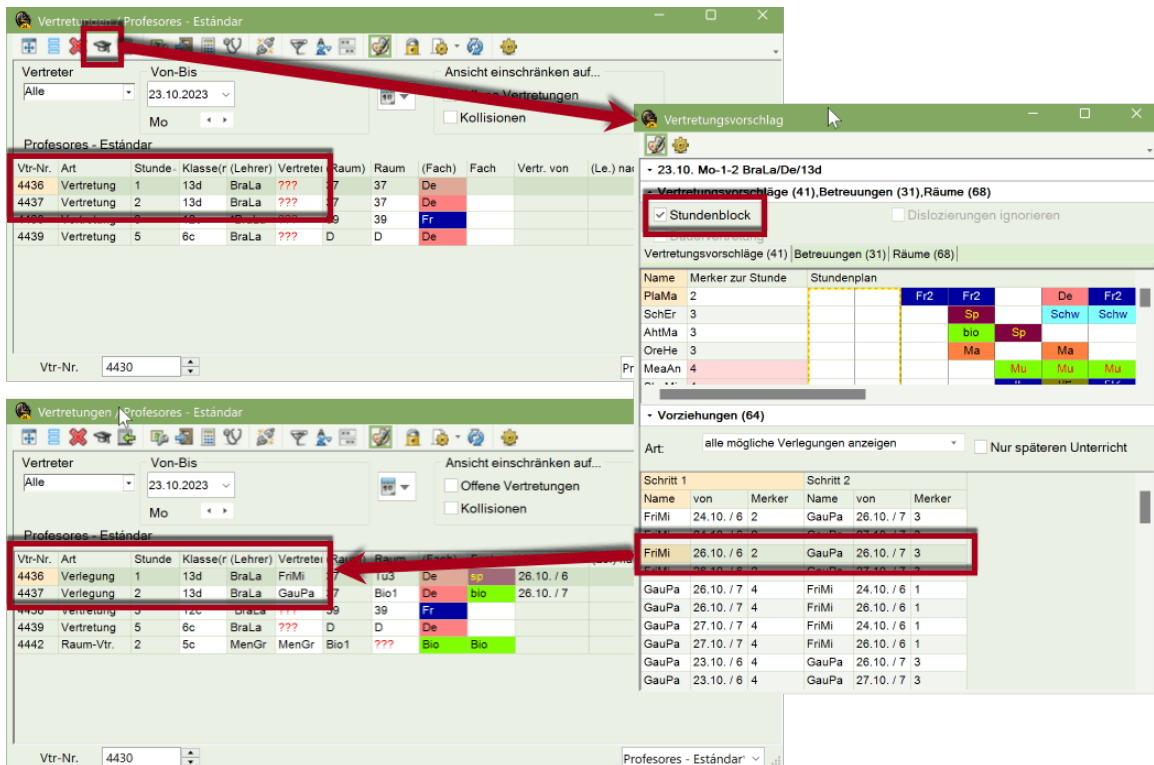 Vertretungen / Profesores - Estándar
Vertreter Von-Bis Ansicht einschränken auf...
Alle 23.10.2023 Offene Vertretungen
Mo Kollisionen
Profesores - Estándar
Vtr-Nr. Art Stunde Klasse(r (Lehrer) Vertreter (Raum) Raum (Fach) Fach Vertr. von (Le.) nac
4436 Vertretung 1 13d BraLa ??? 37 37 De
4437 Vertretung 2 13d BraLa ??? 37 37 De
39 39 Fr
4439 Vertretung 5 6c BraLa ??? D D De
Vtr-Nr. 4430 Pr
Vertretungsvorschlag
23.10. Mo-1-2 BraLa/De/13d
Vertretungsvorschläge (41),Betreuungen (31),Räume (68)
Stundenblock Dislozierungen ignorieren
Dauervertretung
Vertretungsvorschläge (41) Betreuungen (31) Räume (68)
Name Merker zur Stunde Stundenplan
PlaMa 2 Fr2 Fr2 De Fr2
SchEr 3 Sp Schw Schw
AhtMa 3 bio Sp
OreHe 3 Ma Ma
MeaAn 4 Mu Mu Mu
Vorziehungen (64)
Art: alle mögliche Verlegungen anzeigen Nur späteren Unterricht
Schritt 1 Schritt 2
Name von Merker Name von Merker
FriMi 24.10. / 6 2 GauPa 26.10. / 7 3
FriMi 26.10. / 6 2 GauPa 26.10. / 7 3
GauPa 26.10. / 7 4 FriMi 24.10. / 6 1
GauPa 26.10. / 7 4 FriMi 26.10. / 6 1
GauPa 27.10. / 7 4 FriMi 24.10. / 6 1
GauPa 27.10. / 7 4 FriMi 26.10. / 6 1
GauPa 23.10. / 6 4 GauPa 26.10. / 7 3
GauPa 23.10. / 6 4 GauPa 27.10. / 7 3
Vertretungen / Profesores - Estándar
Vertreter Von-Bis Ansicht einschränken auf...
Alle 23.10.2023 Offene Vertretungen
Mo Kollisionen
Profesores - Estándar
Vtr-Nr. Art Stunde Klasse(r (Lehrer) Vertreter (Raum) Raum (Fach)
4436 Verlegung 1 13d BraLa FriMi 37 Tu3 De sp 26.10. / 6
4437 Verlegung 2 13d BraLa GauPa 37 Bio1 De bio 26.10. / 7
4438 Vertretung 3 12c BraLa ??? 39 39 Fr
4439 Vertretung 5 6c BraLa ??? D D De
4442 Raum-Vtr. 2 5c MenGr MenGr Bio1 ??? Bio Bio
Vtr-Nr. 4430 Profesores - Estándar